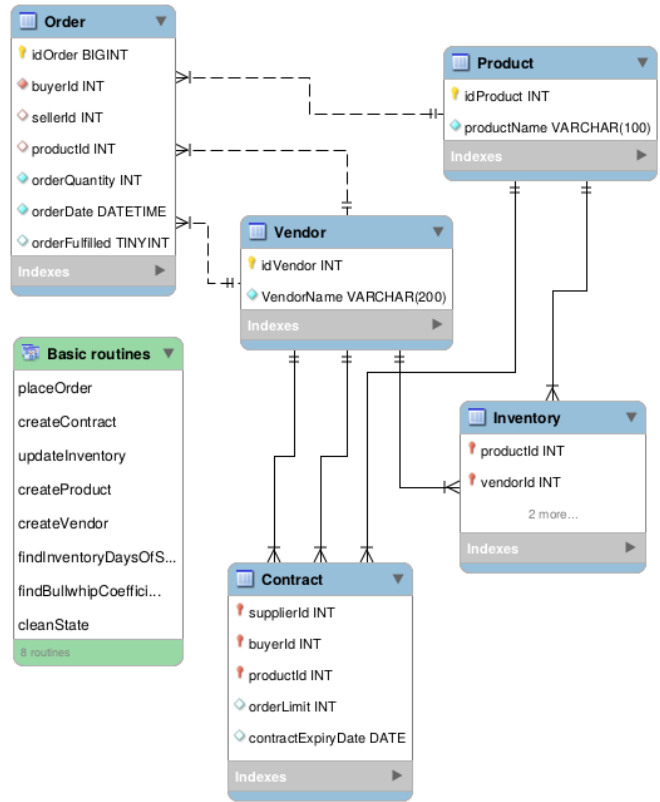 Order
idOrder BIGINT
buyerId INT
sellerId INT
productId INT
orderQuantity INT
orderDate DATETIME
orderFulfilled TINYINT
Indexes
Product
idProduct INT
productName VARCHAR(100)
Indexes
Vendor
idVendor INT
VendorName VARCHAR(200)
Indexes
Basic routines
placeOrder
createContract
updateInventory
createProduct
createVendor
findInventoryDaysOfS...
findBullwhipCoeffici...
cleanState
8 routines
Inventory
productId INT
vendorId INT
2 more...
Indexes
Contract
supplierId INT
buyerId INT
productId INT
orderLimit INT
contractExpiryDate DATE
Indexes